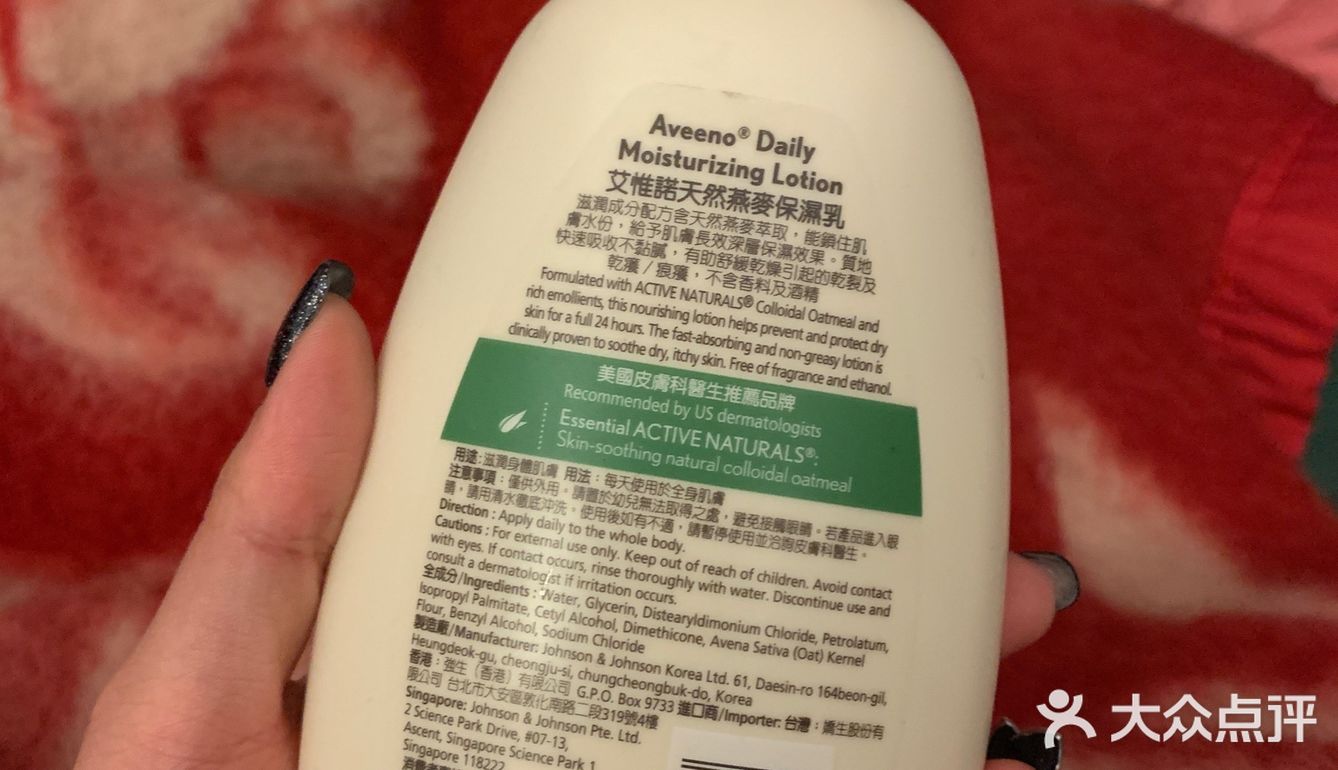 Aveeno® Daily
Moisturizing Lotion
艾惟諾天然燕麥保濕乳
滋潤成分配方含天然燕麥萃取，能鎖住肌
膚水份，給予肌膚長效深層保濕效果。質地
快速吸收不黏膩，有助舒緩乾燥引起的乾裂及
乾癢/痕癢，不含香料及酒精
Formulated with ACTIVE NATURALS® Colloidal Oatmeal and
rich emollients, this nourishing lotion helps prevent and protect dry
skin for a full 24 hours. The fast-absorbing and non-greasy lotion is
clinically proven to soothe dry, itchy skin. Free of fragrance and ethanol.
美國皮膚科醫生推薦品牌
Recommended by US dermatologists
Essential ACTIVE NATURALS®:
Skin-soothing natural colloidal oatmeal
用途:滋潤身體肌膚 用法：每天使用於全身肌膚
注意事項：僅供外用。請置於幼兒無法取得之處，避免接觸眼睛。若產品進入眼
睛，請用清水徹底沖洗。使用後如有不適，請暫停使用並洽詢皮膚科醫生。
Direction : Apply daily to the whole body.
Cautions : For external use only. Keep out of reach of children. Avoid contact
with eyes. If contact occurs, rinse thoroughly with water. Discontinue use and
consult a dermatologist if irritation occurs.
全成分/Ingredients : Water, Glycerin, Distearyldimonium Chloride, Petrolatum,
Isopropyl Palmitate, Cetyl Alcohol, Dimethicone, Avena Sativa (Oat) Kernel
Flour, Benzyl Alcohol, Sodium Chloride
製造廠/Manufacturer: Johnson & Johnson Korea Ltd. 61, Daesin-ro 164beon-gil,
Heungdeok-gu, cheongju-si, chungcheongbuk-do, Korea
香港：強生（香港）有限公司 G.P.O. Box 9733 進口商/Importer: 台灣：嬌生股份有
限公司 台北市大安區敦化南路二段319號4樓
Singapore: Johnson & Johnson Pte. Ltd.
2 Science Park Drive, #07-13,
Ascent, Singapore Science Park 1
Singapore 118222
大众点评